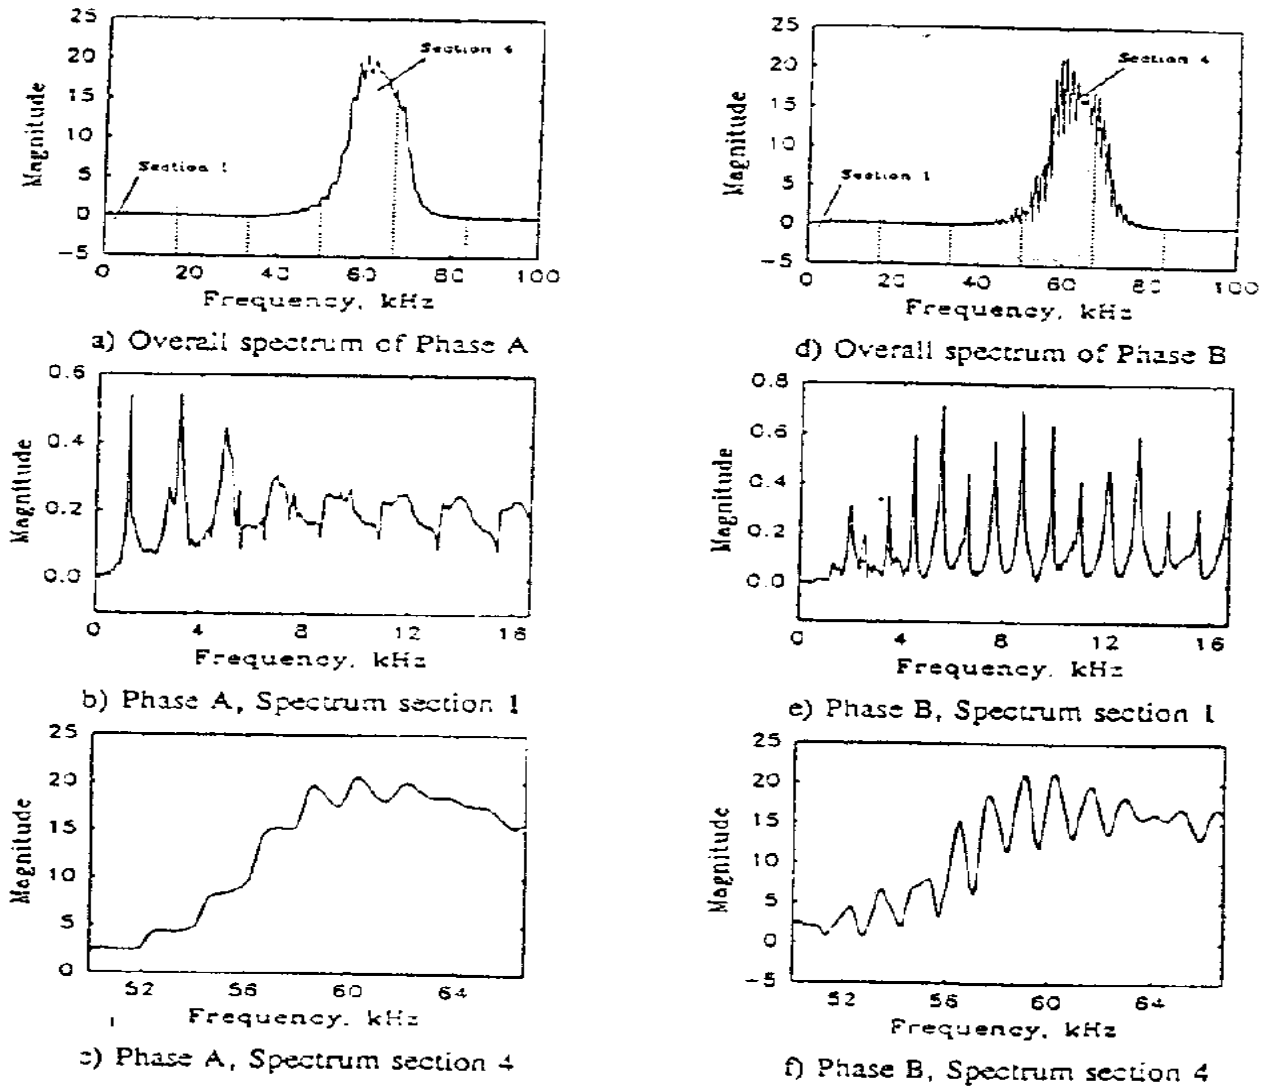 25
20
15
10
5
0
−5
Magnitude
Section 4
Section 1
0 20 40 60 80 100
Frequency, kHz
a) Overall spectrum of Phase A
0.6
0.4
0.2
0.0
Magnitude
0 4 8 12 16
Frequency, kHz
b) Phase A, Spectrum section 1
25
20
15
10
5
0
Magnitude
52 56 60 64
Frequency, kHz
c) Phase A, Spectrum section 4
25
20
15
10
5
0
−5
Magnitude
Section 4
Section 1
0 20 40 60 80 100
Frequency, kHz
d) Overall spectrum of Phase B
0.8
0.6
0.4
0.2
0.0
Magnitude
0 4 8 12 16
Frequency, kHz
e) Phase B, Spectrum section 1
25
20
15
10
5
0
−5
Magnitude
52 56 60 64
Frequency, kHz
f) Phase B, Spectrum section 4